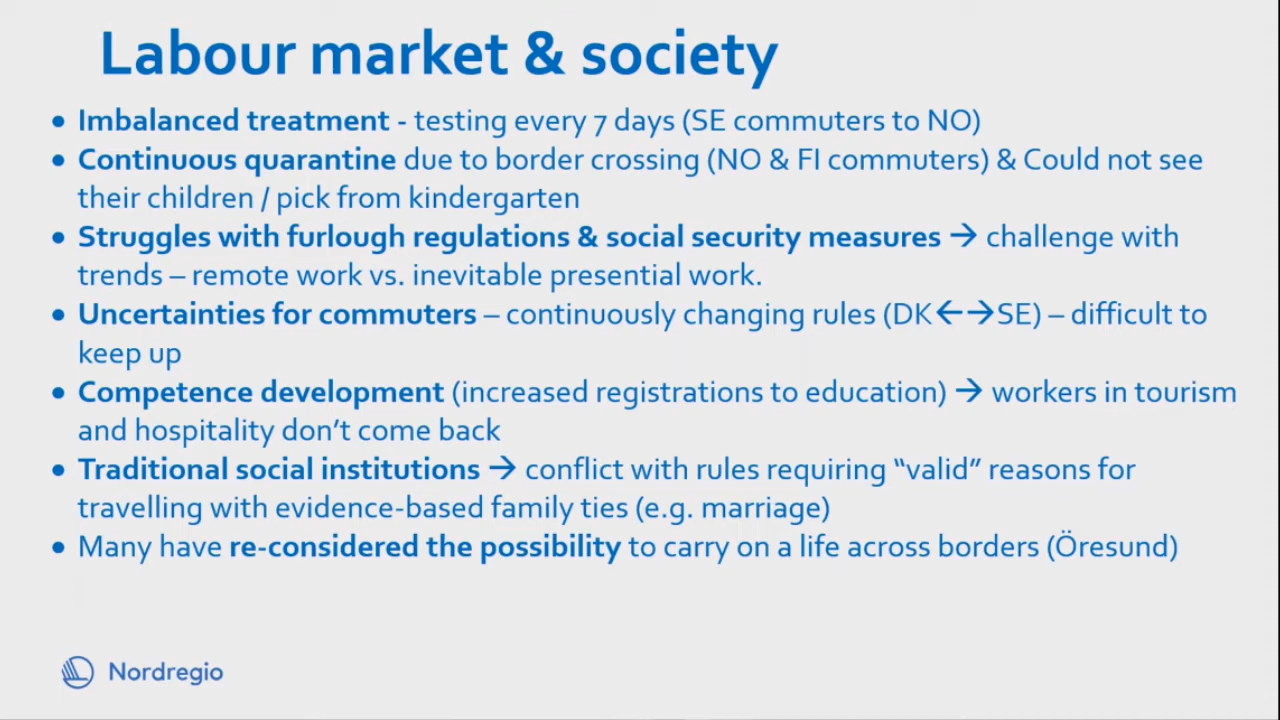 Labour market & society
• Imbalanced treatment - testing every 7 days (SE commuters to NO)
• Continuous quarantine due to border crossing (NO & FI commuters) & Could not see
their children / pick from kindergarten
• Struggles with furlough regulations & social security measures → challenge with
trends – remote work vs. inevitable presential work.
• Uncertainties for commuters – continuously changing rules (DK←→SE) – difficult to
keep up
• Competence development (increased registrations to education) → workers in tourism
and hospitality don’t come back
• Traditional social institutions → conflict with rules requiring “valid” reasons for
travelling with evidence-based family ties (e.g. marriage)
• Many have re-considered the possibility to carry on a life across borders (Öresund)
Nordregio